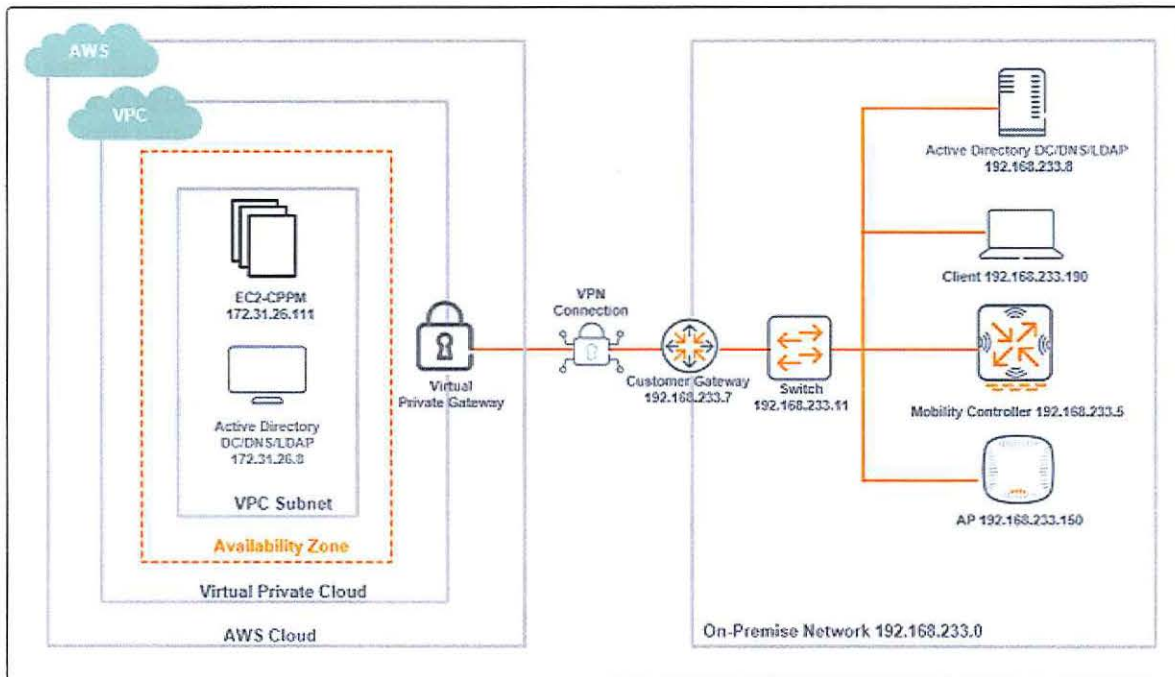 AWS
VPC
EC2-CPPM
172.31.26.111
Active Directory
DC/DNS/LDAP
172.31.26.8
VPC Subnet
Availability Zone
Virtual Private Cloud
AWS Cloud
Virtual
Private Gateway
VPN
Connection
Customer Gateway
192.168.233.7
Switch
192.168.233.11
Active Directory DC/DNS/LDAP
192.168.233.8
Client 192.168.233.190
Mobility Controller 192.168.233.5
AP 192.168.233.150
On-Premise Network 192.168.233.0